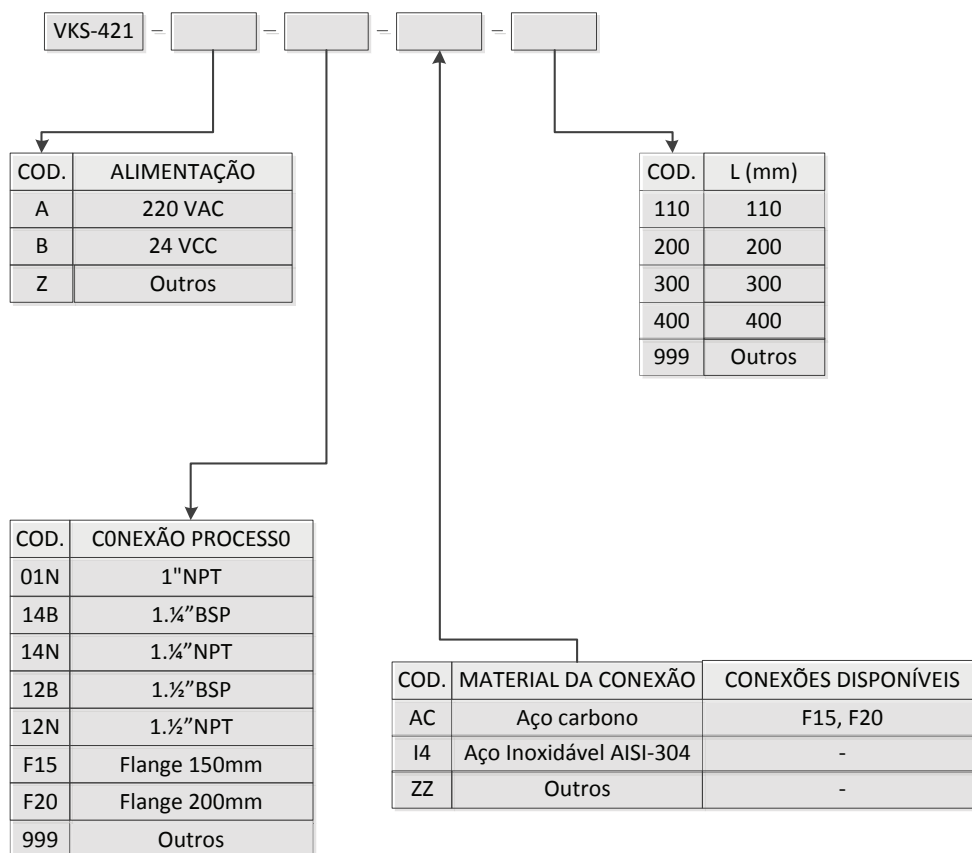 VKS-421 - - - -
COD. ALIMENTAÇÃO
A 220 VAC
B 24 VCC
Z Outros
COD. L (mm)
110 110
200 200
300 300
400 400
999 Outros
COD. C0NEXÃO PROCESS0
01N 1"NPT
14B 1.¼”BSP
14N 1.¼”NPT
12B 1.½”BSP
12N 1.½”NPT
F15 Flange 150mm
F20 Flange 200mm
999 Outros
COD. MATERIAL DA CONEXÃO CONEXÕES DISPONÍVEIS
AC Aço carbono F15, F20
I4 Aço Inoxidável AISI-304 -
ZZ Outros -